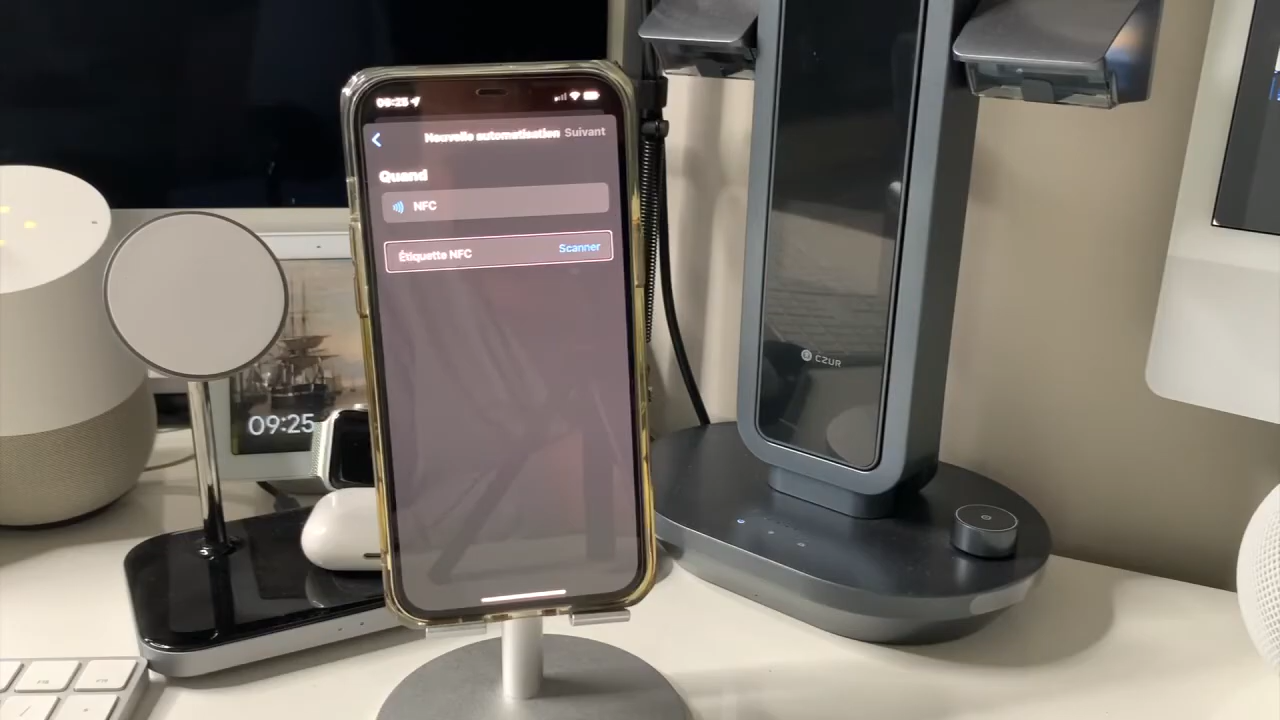 09:25
Nouvelle automatisation Suivant
Quand
NFC
Étiquette NFC Scanner
09:25
CZUR